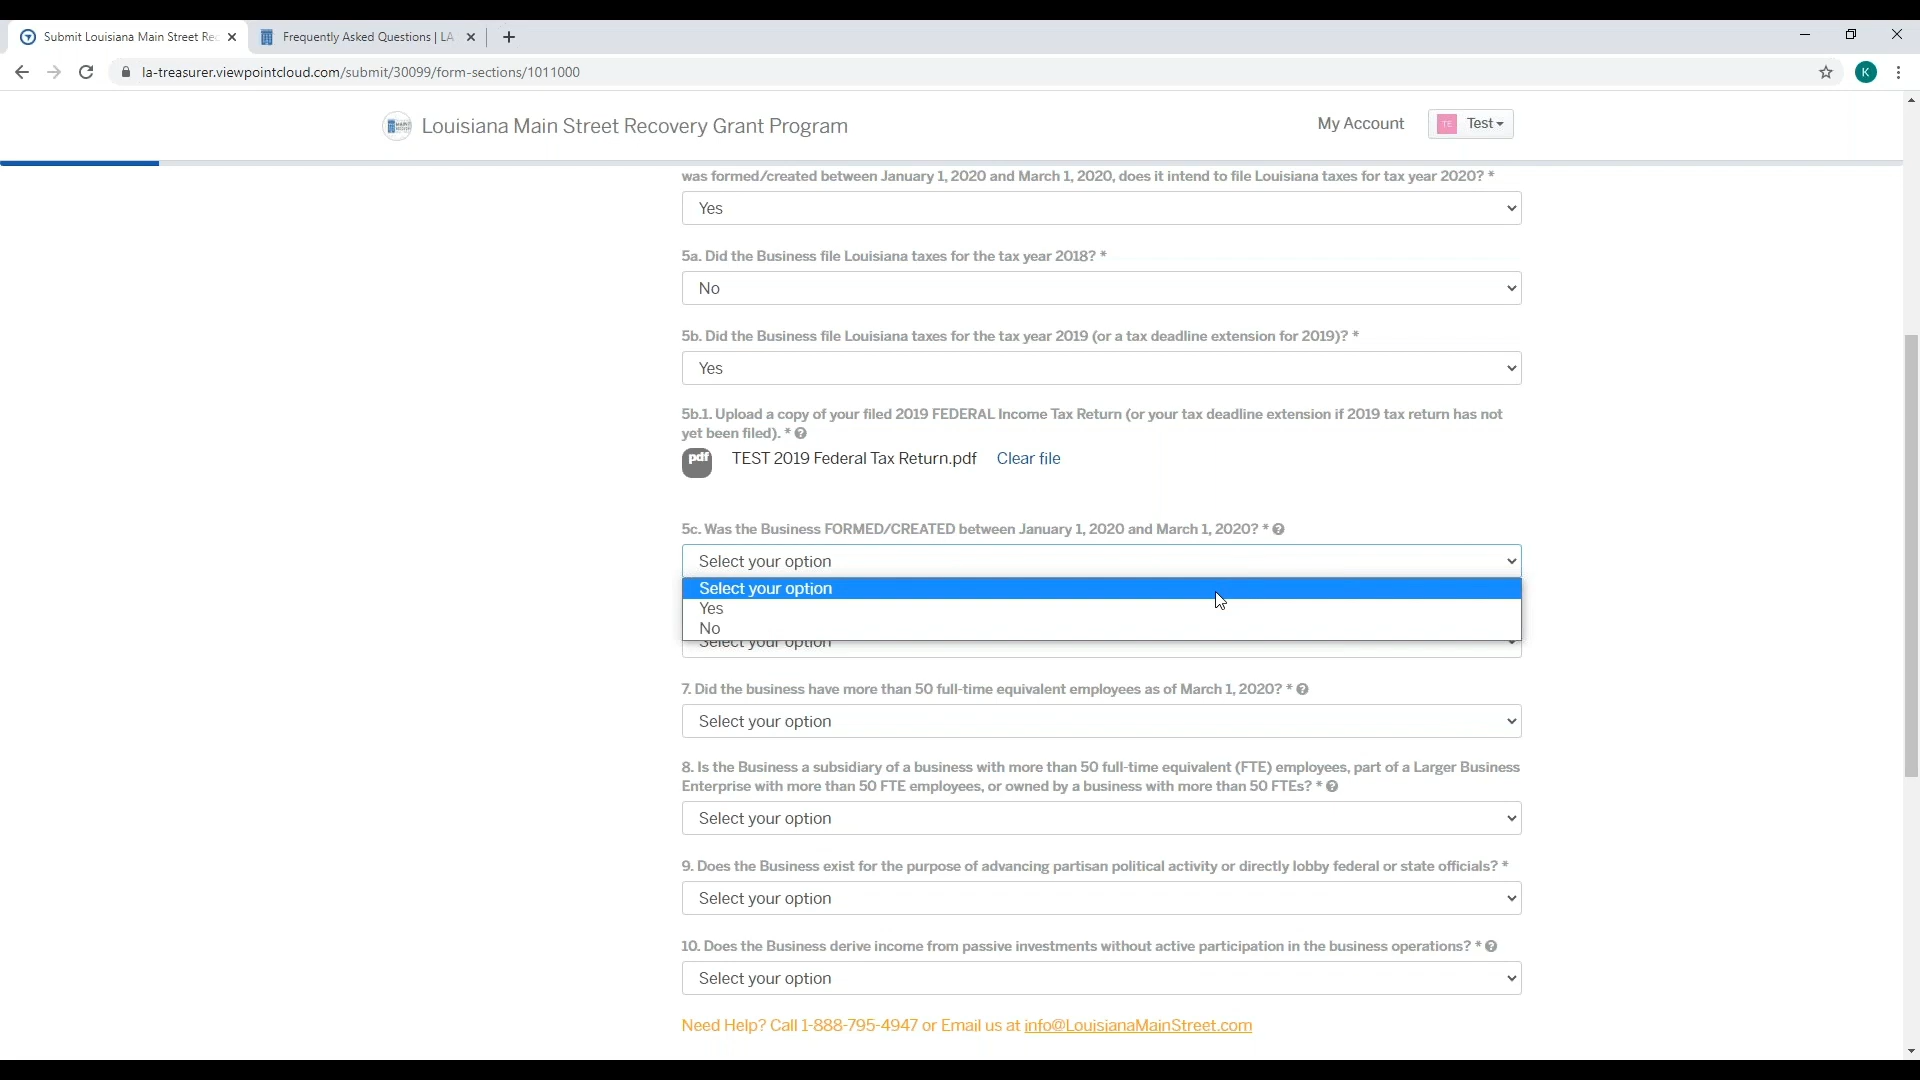 Submit Louisiana Main Street Re
Frequently Asked Questions | LA
la-treasurer.viewpointcloud.com/submit/30099/form-sections/1011000
K
Louisiana Main Street Recovery Grant Program
My Account
TE
Test
was formed/created between January 1, 2020 and March 1, 2020, does it intend to file Louisiana taxes for tax year 2020? *
Yes
5a. Did the Business file Louisiana taxes for the tax year 2018? *
No
5b. Did the Business file Louisiana taxes for the tax year 2019 (or a tax deadline extension for 2019)? *
Yes
5b.1. Upload a copy of your filed 2019 FEDERAL Income Tax Return (or your tax deadline extension if 2019 tax return has not
yet been filed). *
pdf
TEST 2019 Federal Tax Return.pdf
Clear file
5c. Was the Business FORMED/CREATED between January 1, 2020 and March 1, 2020? *
Select your option
Select your option
Yes
No
Select your option
7. Did the business have more than 50 full-time equivalent employees as of March 1, 2020? *
Select your option
8. Is the Business a subsidiary of a business with more than 50 full-time equivalent (FTE) employees, part of a Larger Business
Enterprise with more than 50 FTE employees, or owned by a business with more than 50 FTEs? *
Select your option
9. Does the Business exist for the purpose of advancing partisan political activity or directly lobby federal or state officials? *
Select your option
10. Does the Business derive income from passive investments without active participation in the business operations? *
Select your option
Need Help? Call 1-888-795-4947 or Email us at info@LouisianaMainStreet.com